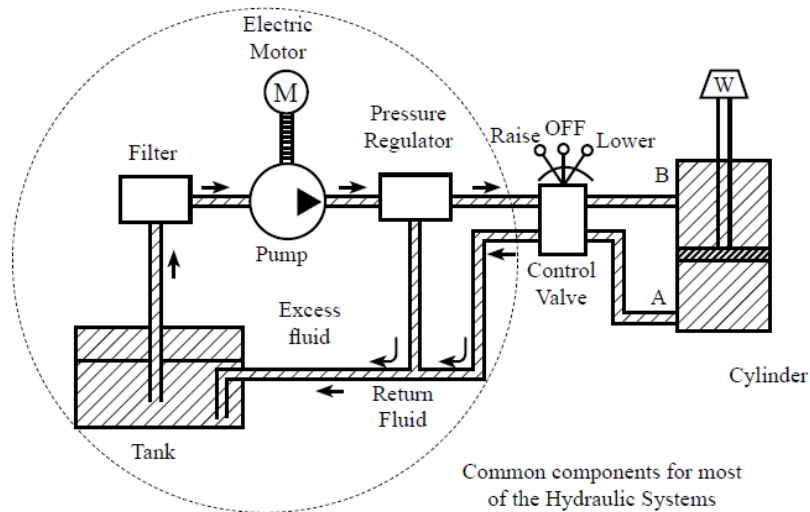 Electric
Motor
M
Pressure
Regulator
Raise
OFF
Lower
W
Filter
B
Pump
Control
Valve
A
Excess
fluid
Return
Fluid
Cylinder
Tank
Common components for most
of the Hydraulic Systems